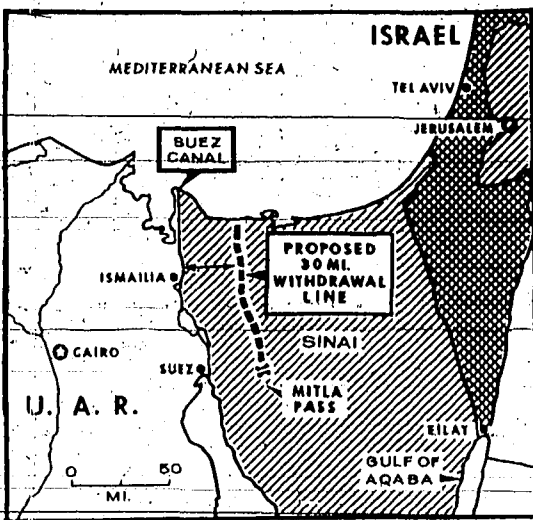 ISRAEL
MEDITERRANEAN SEA
TEL AVIV
JERUSALEM
SUEZ
CANAL
PROPOSED
30 MI.
WITHDRAWAL
LINE
ISMAILIA
SINAI
CAIRO
SUEZ
MITLA
PASS
U. A. R.
EILAT
GULF OF
AQABA
0 50
MI.